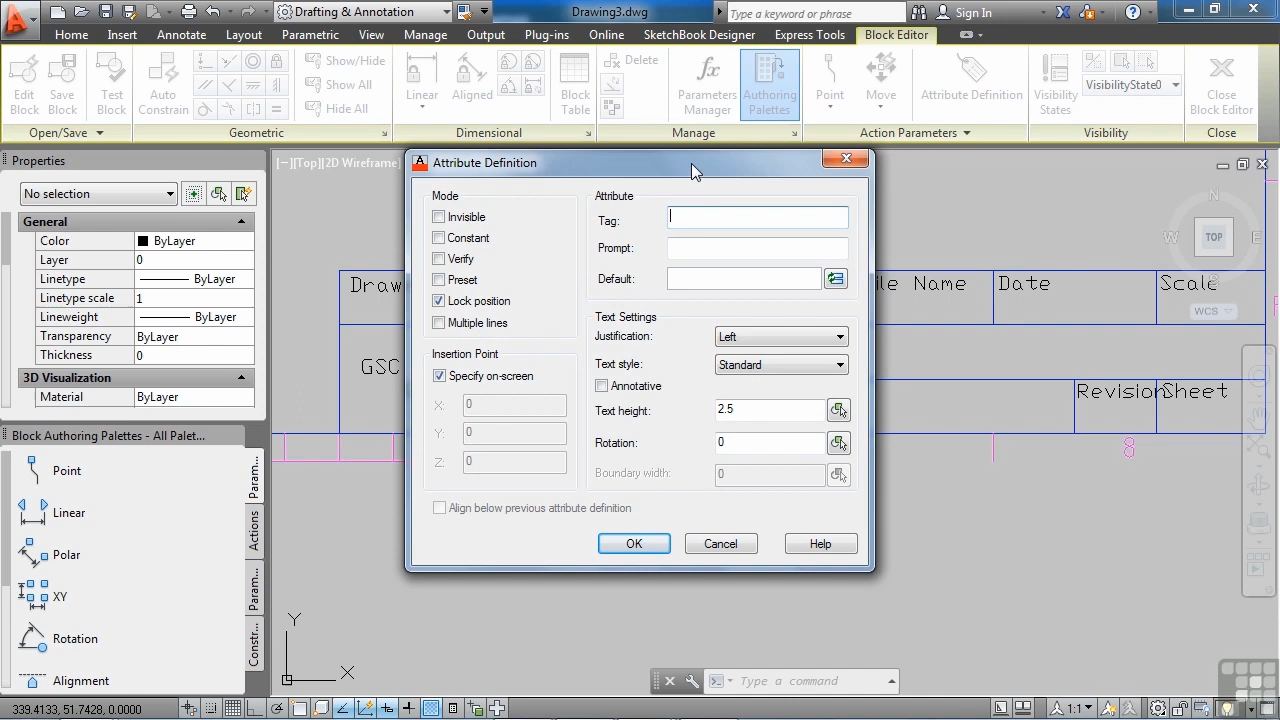 Drafting & Annotation
Drawing3.dwg
Type a keyword or phrase
Sign In
Home Insert Annotate Layout Parametric View Manage Output Plug-ins Online SketchBook Designer Express Tools Block Editor
Edit Block
Save Block
Test Block
Auto Constrain
Show/Hide
Show All
Hide All
Linear
Aligned
Block Table
Delete
Parameters Manager
Authoring Palettes
Point
Move
Attribute Definition
Visibility States
VisibilityState0
Close Block Editor
Open/Save Geometric Dimensional Manage Action Parameters Visibility Close
Properties
No selection
General
Color ByLayer
Layer 0
Linetype ByLayer
Linetype scale 1
Lineweight ByLayer
Transparency ByLayer
Thickness 0
3D Visualization
Material ByLayer
Block Authoring Palettes - All Palet...
Point
Linear
Polar
XY
Rotation
Alignment
Param...
Actions
Param...
Constr...
[−][Top][2D Wireframe]
Attribute Definition
Mode
Invisible
Constant
Verify
Preset
Lock position
Multiple lines
Insertion Point
Specify on-screen
X: 0
Y: 0
Z: 0
Align below previous attribute definition
Attribute
Tag:
Prompt:
Default:
Text Settings
Justification: Left
Text style: Standard
Annotative
Text height: 2.5
Rotation: 0
Boundary width: 0
OK Cancel Help
N
W TOP E
S
WCS
Draw
le Name Date Scale
GSC
Revision Sheet
8
Y
X
Type a command
339.4133, 51.7428, 0.0000
1:1